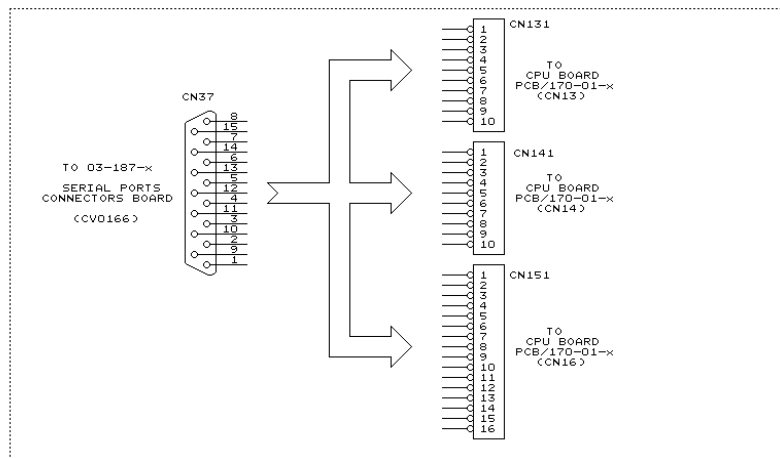 CN37
8
15
7
14
6
13
5
12
4
11
3
10
2
9
1
TO 03-187-x
SERIAL PORTS
CONNECTORS BOARD
(CV0166)
CN131
1
2
3
4
5
6
7
8
9
10
TO
CPU BOARD
PCB/170-01-x
(CN13)
CN141
1
2
3
4
5
6
7
8
9
10
TO
CPU BOARD
PCB/170-01-x
(CN14)
CN151
1
2
3
4
5
6
7
8
9
10
11
12
13
14
15
16
TO
CPU BOARD
PCB/170-01-x
(CN16)